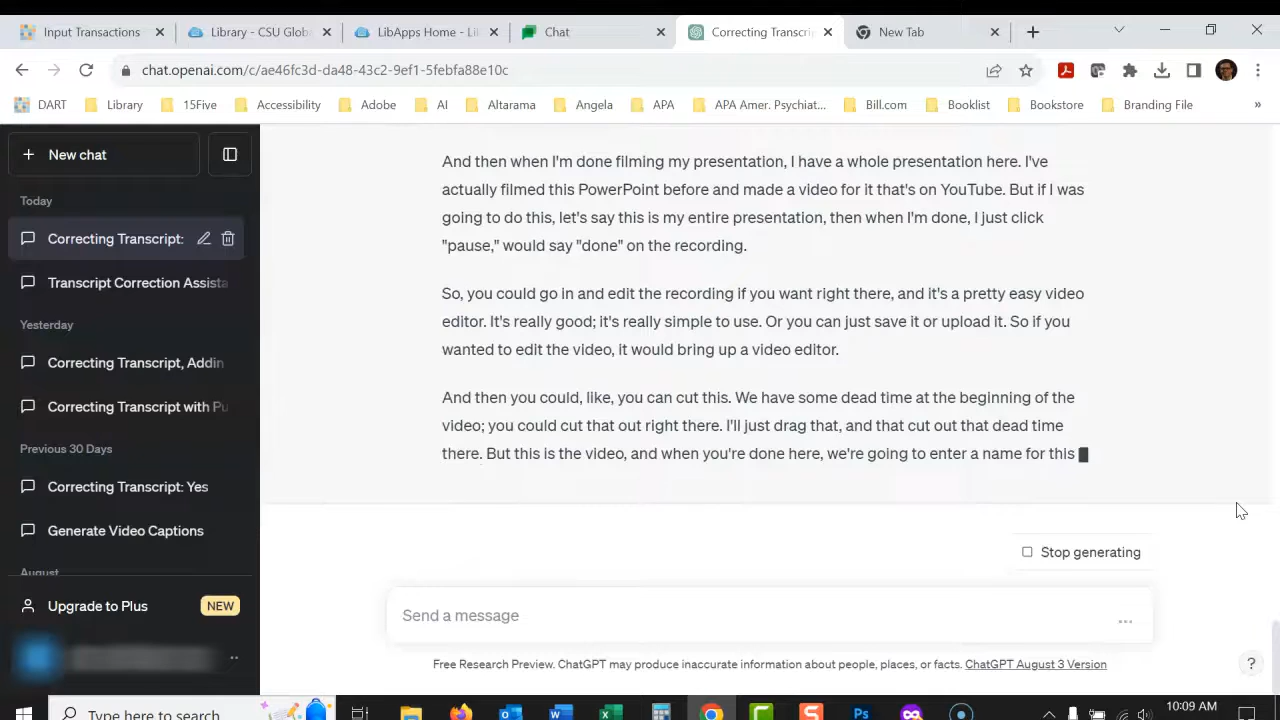 Input Transactions
Library - CSU Glob
LibApps Home - Li
Chat
Correcting Transcri
New Tab
chat.openai.com/c/ae46fc3d-da48-43c2-9ef1-5febfa88e10c
DART Library 15Five Accessibility Adobe AI Altarama Angela APA APA Amer. Psychiat... Bill.com Booklist Bookstore Branding File »
New chat
Today
Correcting Transcript:
Transcript Correction Assista
Yesterday
Correcting Transcript, Addin
Correcting Transcript with Pu
Previous 30 Days
Correcting Transcript: Yes
Generate Video Captions
August
Upgrade to Plus NEW
And then when I'm done filming my presentation, I have a whole presentation here. I've
actually filmed this PowerPoint before and made a video for it that's on YouTube. But if I was
going to do this, let's say this is my entire presentation, then when I'm done, I just click
"pause," would say "done" on the recording.
So, you could go in and edit the recording if you want right there, and it's a pretty easy video
editor. It's really good; it's really simple to use. Or you can just save it or upload it. So if you
wanted to edit the video, it would bring up a video editor.
And then you could, like, you can cut this. We have some dead time at the beginning of the
video; you could cut that out right there. I'll just drag that, and that cut out that dead time
there. But this is the video, and when you're done here, we're going to enter a name for this
Stop generating
Send a message
Free Research Preview. ChatGPT may produce inaccurate information about people, places, or facts. ChatGPT August 3 Version
?
Type here to search
10:09 AM